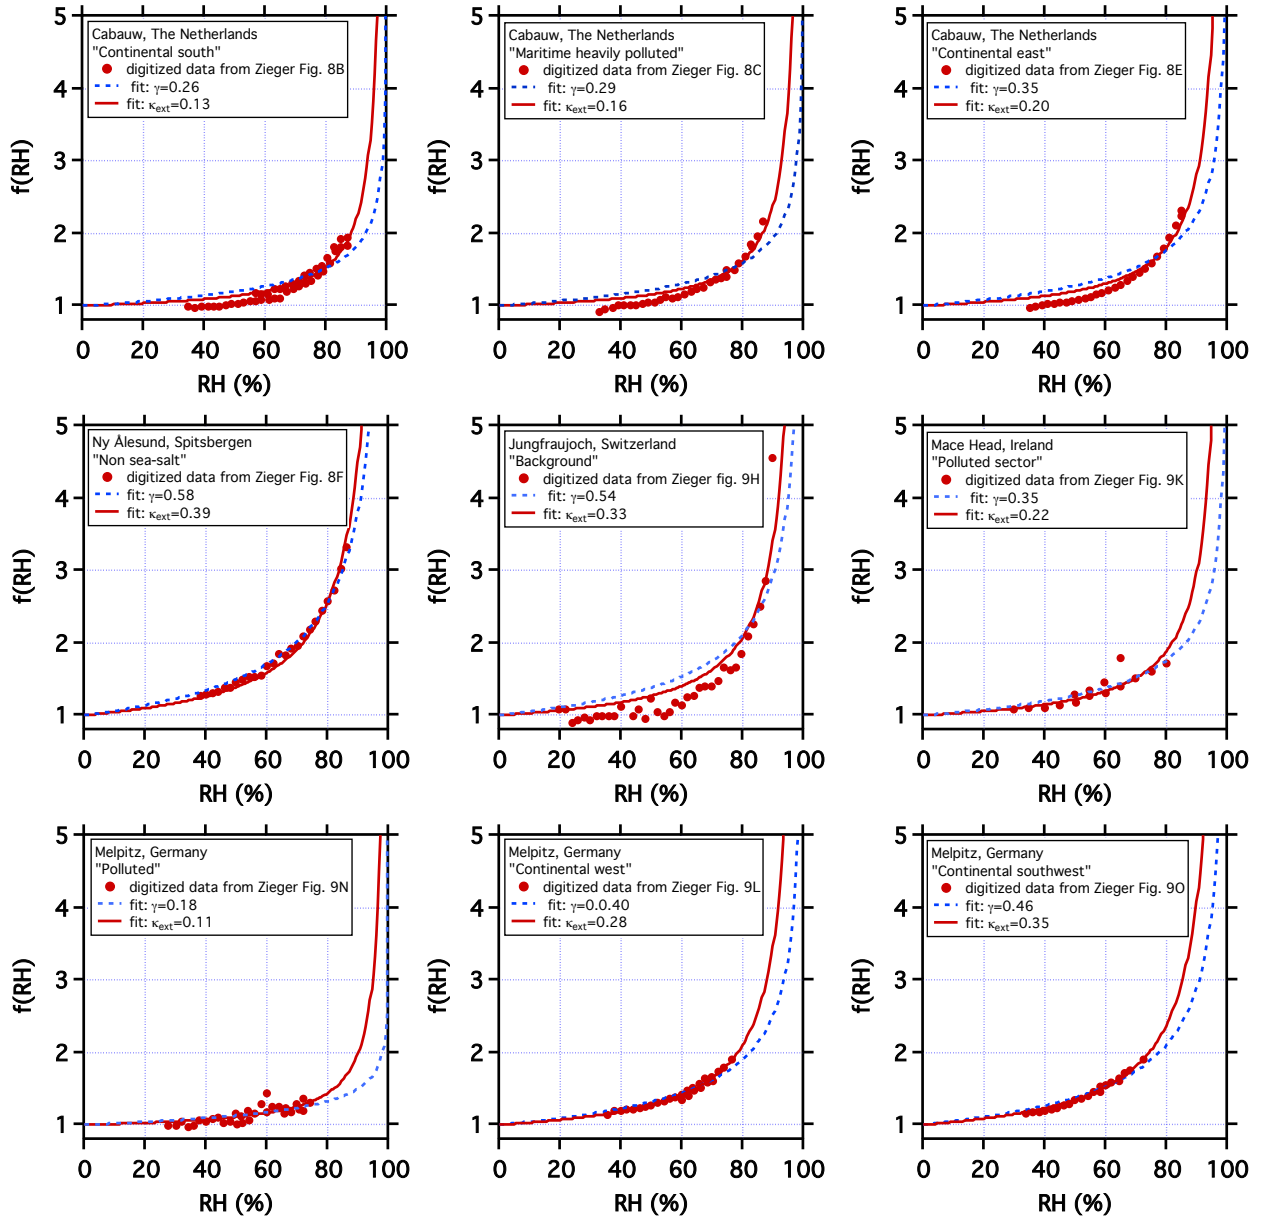 Cabauw, The Netherlands
"Continental south"
digitized data from Zieger Fig. 8B
fit: γ=0.26
fit: κext=0.13
5
4
3
2
1
f(RH)
0 20 40 60 80 100
RH (%)
Cabauw, The Netherlands
"Maritime heavily polluted"
digitized data from Zieger Fig. 8C
fit: γ=0.29
fit: κext=0.16
5
4
3
2
1
f(RH)
0 20 40 60 80 100
RH (%)
Cabauw, The Netherlands
"Continental east"
digitized data from Zieger Fig. 8E
fit: γ=0.35
fit: κext=0.20
5
4
3
2
1
f(RH)
0 20 40 60 80 100
RH (%)
Ny Ålesund, Spitsbergen
"Non sea-salt"
digitized data from Zieger Fig. 8F
fit: γ=0.58
fit: κext=0.39
5
4
3
2
1
f(RH)
0 20 40 60 80 100
RH (%)
Jungfraujoch, Switzerland
"Background"
digitized data from Zieger fig. 9H
fit: γ=0.54
fit: κext=0.33
5
4
3
2
1
f(RH)
0 20 40 60 80 100
RH (%)
Mace Head, Ireland
"Polluted sector"
digitized data from Zieger Fig. 9K
fit: γ=0.35
fit: κext=0.22
5
4
3
2
1
f(RH)
0 20 40 60 80 100
RH (%)
Melpitz, Germany
"Polluted"
digitized data from Zieger Fig. 9N
fit: γ=0.18
fit: κext=0.11
5
4
3
2
1
f(RH)
0 20 40 60 80 100
RH (%)
Melpitz, Germany
"Continental west"
digitized data from Zieger Fig. 9L
fit: γ=0.0.40
fit: κext=0.28
5
4
3
2
1
f(RH)
0 20 40 60 80 100
RH (%)
Melpitz, Germany
"Continental southwest"
digitized data from Zieger Fig. 9O
fit: γ=0.46
fit: κext=0.35
5
4
3
2
1
f(RH)
0 20 40 60 80 100
RH (%)